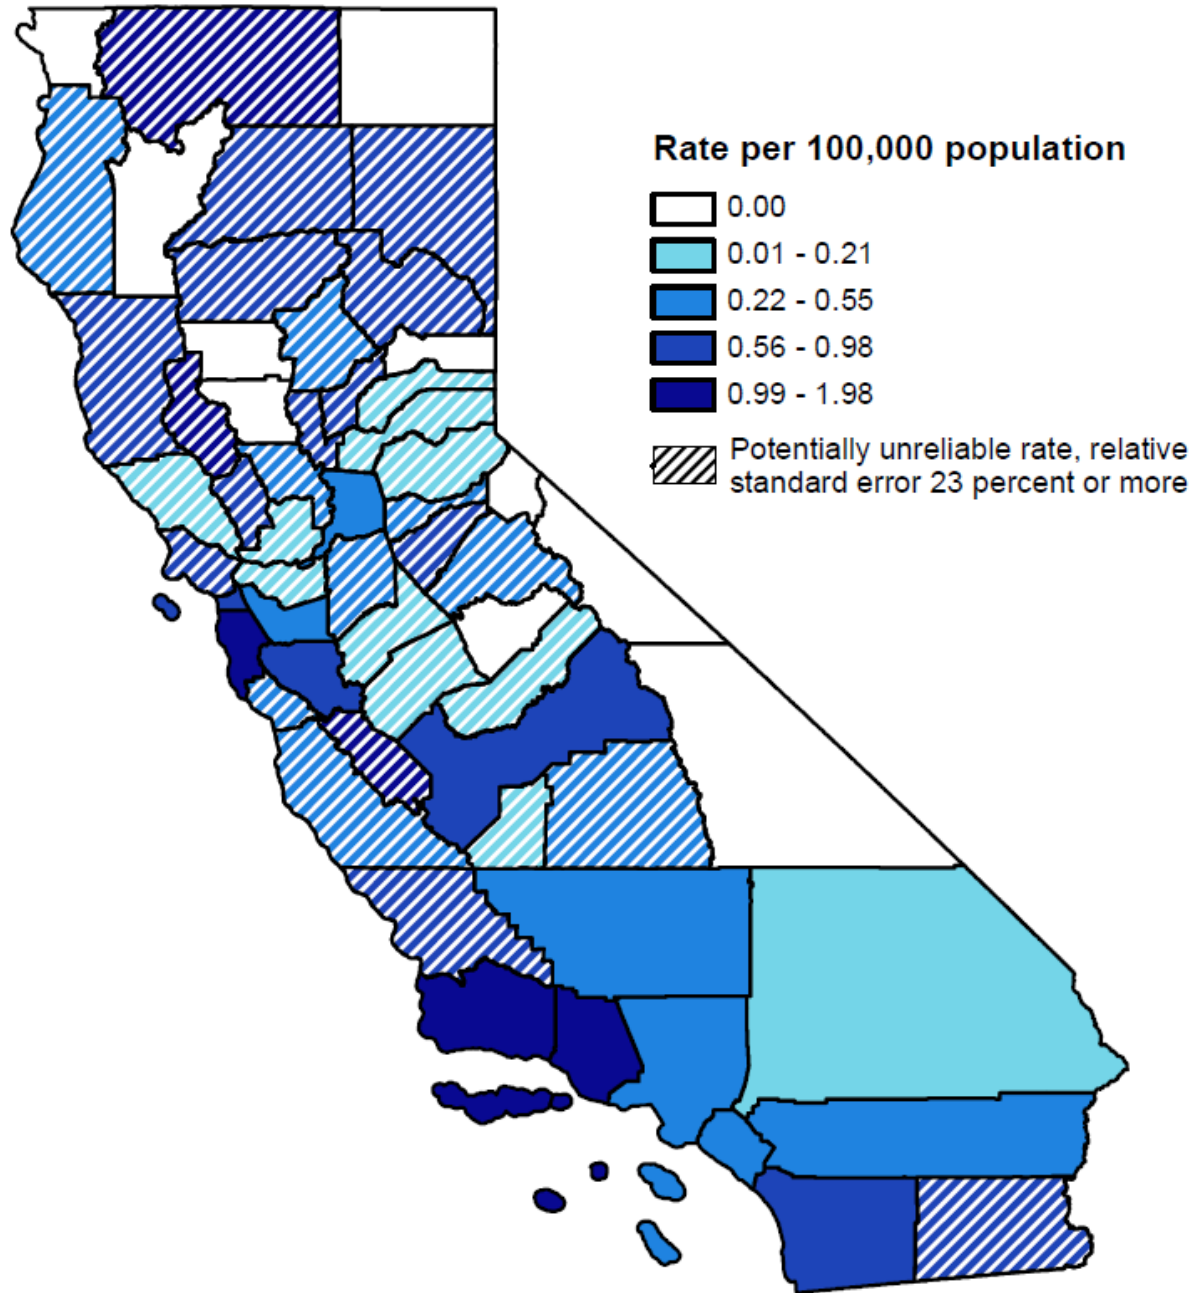 Rate per 100,000 population
0.00
0.01 - 0.21
0.22 - 0.55
0.56 - 0.98
0.99 - 1.98
Potentially unreliable rate, relative
standard error 23 percent or more